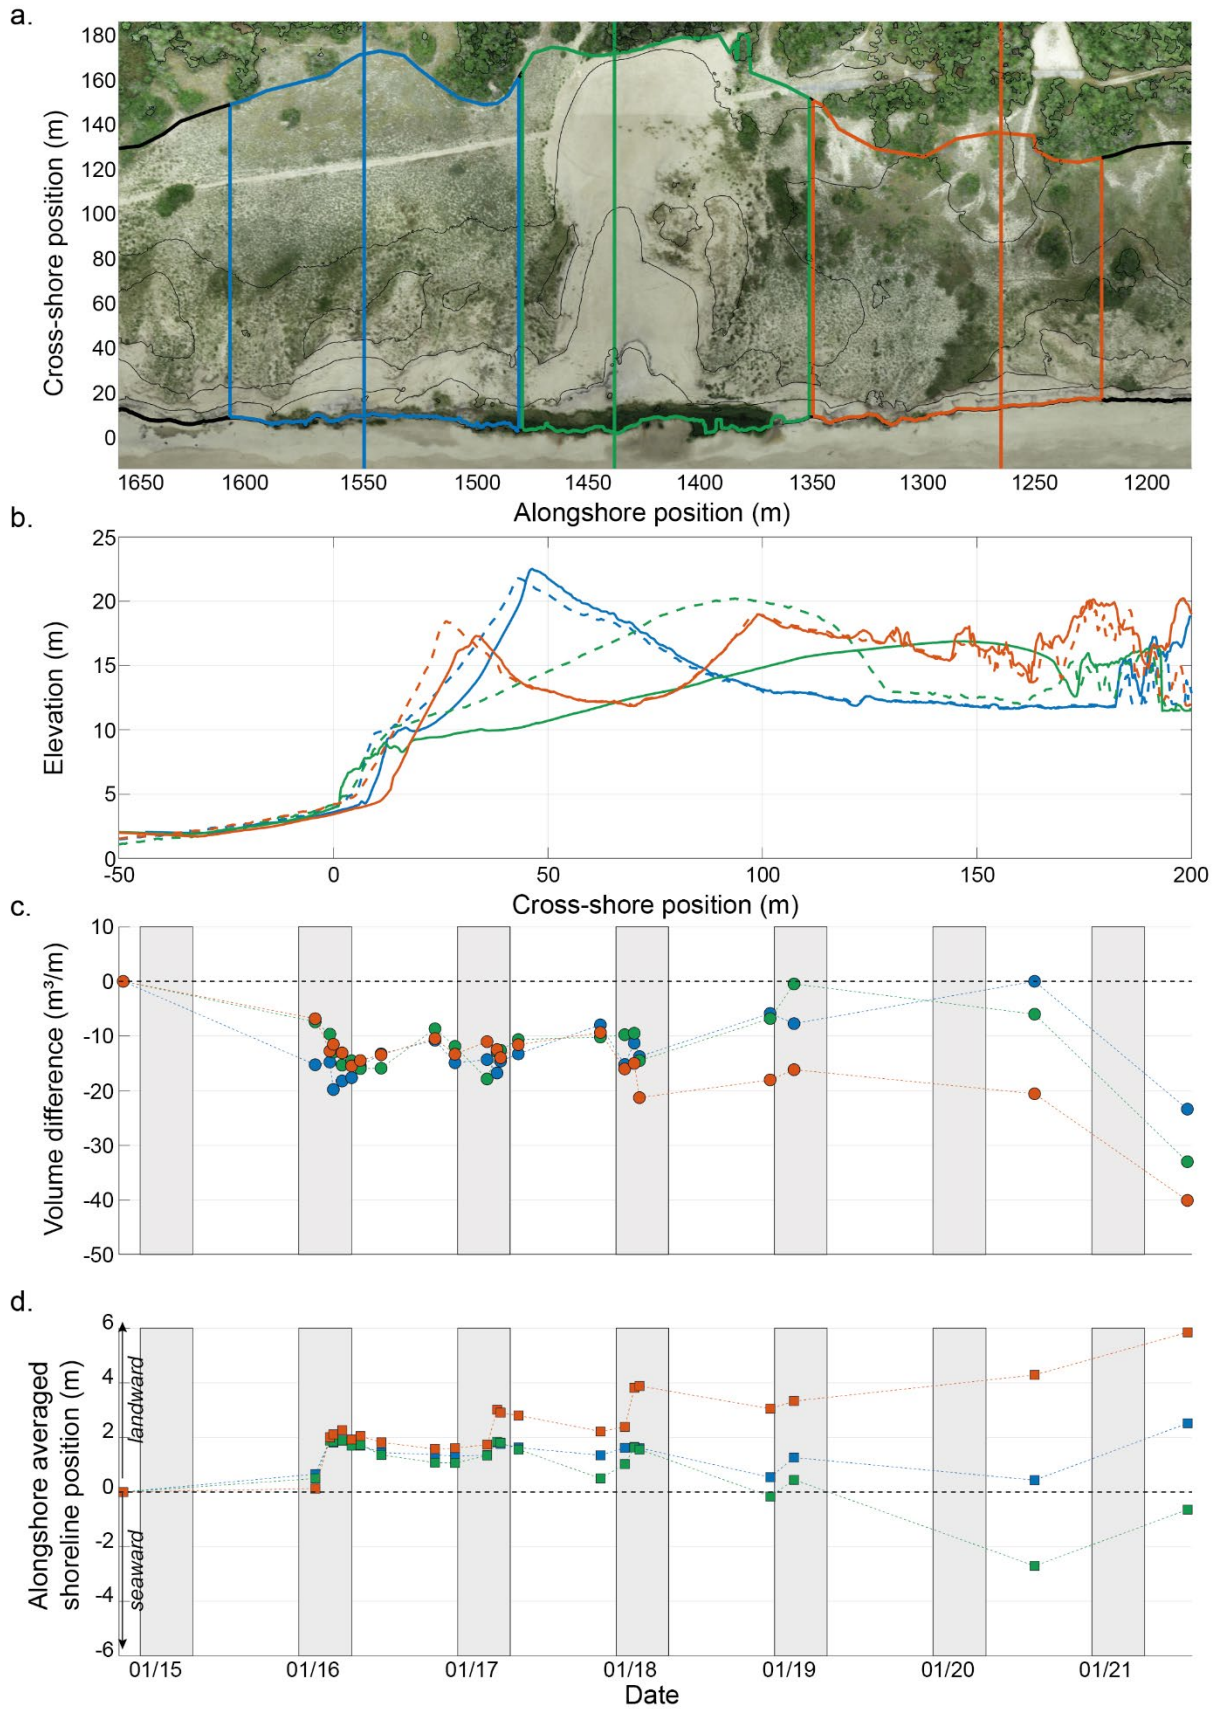 a.
180
160
140
120
100
80
60
40
20
0
Cross-shore position (m)
1650 1600 1550 1500 1450 1400 1350 1300 1250 1200
Alongshore position (m)
b.
25
20
15
10
5
0
Elevation (m)
-50 0 50 100 150 200
Cross-shore position (m)
c.
10
0
-10
-20
-30
-40
-50
Volume difference (m³/m)
d.
6
4
2
0
-2
-4
-6
Alongshore averaged
shoreline position (m)
landward
seaward
01/15 01/16 01/17 01/18 01/19 01/20 01/21
Date